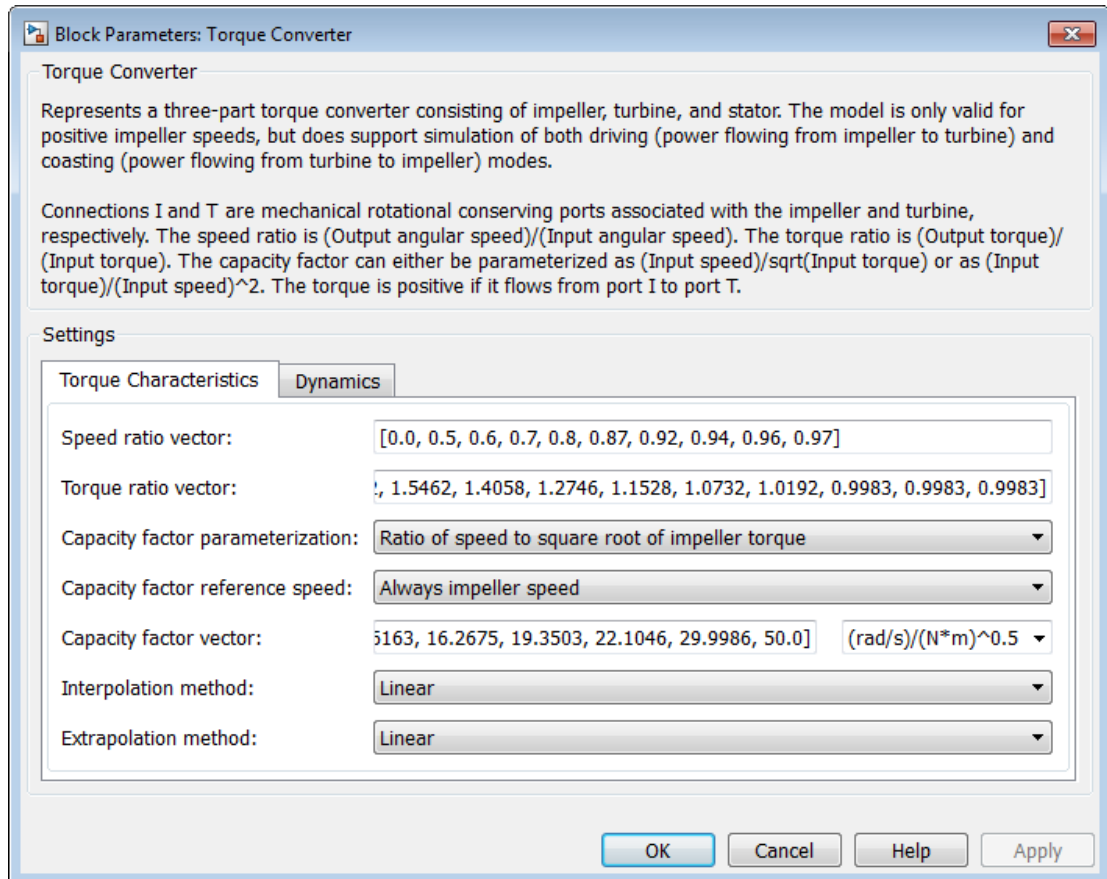 Block Parameters: Torque Converter
Torque Converter
Represents a three-part torque converter consisting of impeller, turbine, and stator. The model is only valid for
positive impeller speeds, but does support simulation of both driving (power flowing from impeller to turbine) and
coasting (power flowing from turbine to impeller) modes.
Connections I and T are mechanical rotational conserving ports associated with the impeller and turbine,
respectively. The speed ratio is (Output angular speed)/(Input angular speed). The torque ratio is (Output torque)/
(Input torque). The capacity factor can either be parameterized as (Input speed)/sqrt(Input torque) or as (Input
torque)/(Input speed)^2. The torque is positive if it flows from port I to port T.
Settings
Torque Characteristics Dynamics
Speed ratio vector: [0.0, 0.5, 0.6, 0.7, 0.8, 0.87, 0.92, 0.94, 0.96, 0.97]
Torque ratio vector: , 1.5462, 1.4058, 1.2746, 1.1528, 1.0732, 1.0192, 0.9983, 0.9983, 0.9983]
Capacity factor parameterization: Ratio of speed to square root of impeller torque
Capacity factor reference speed: Always impeller speed
Capacity factor vector: 5163, 16.2675, 19.3503, 22.1046, 29.9986, 50.0] (rad/s)/(N*m)^0.5
Interpolation method: Linear
Extrapolation method: Linear
OK Cancel Help Apply